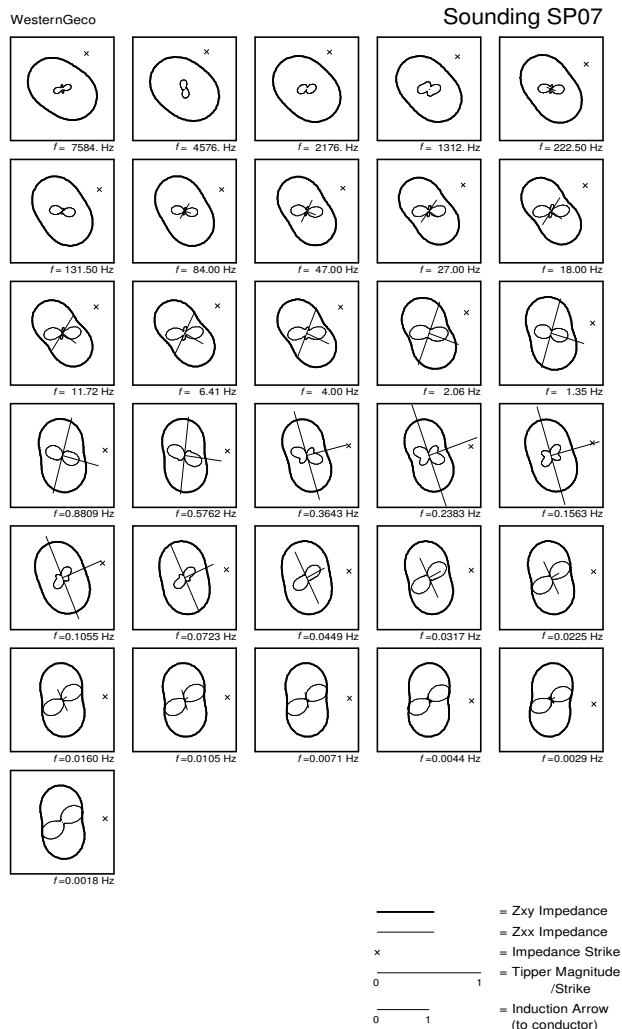 WesternGeco
Sounding SP07
f = 7584. Hz f = 4576. Hz f = 2176. Hz f = 1312. Hz f = 222.50 Hz
f = 131.50 Hz f = 84.00 Hz f = 47.00 Hz f = 27.00 Hz f = 18.00 Hz
f = 11.72 Hz f = 6.41 Hz f = 4.00 Hz f = 2.06 Hz f = 1.35 Hz
f =0.8809 Hz f =0.5762 Hz f =0.3643 Hz f =0.2383 Hz f =0.1563 Hz
f =0.1055 Hz f =0.0723 Hz f =0.0449 Hz f =0.0317 Hz f =0.0225 Hz
f =0.0160 Hz f =0.0105 Hz f =0.0071 Hz f =0.0044 Hz f =0.0029 Hz
f =0.0018 Hz
= Zxy Impedance
= Zxx Impedance
× = Impedance Strike
0 1 = Tipper Magnitude
/Strike
0 1 = Induction Arrow
(to conductor)